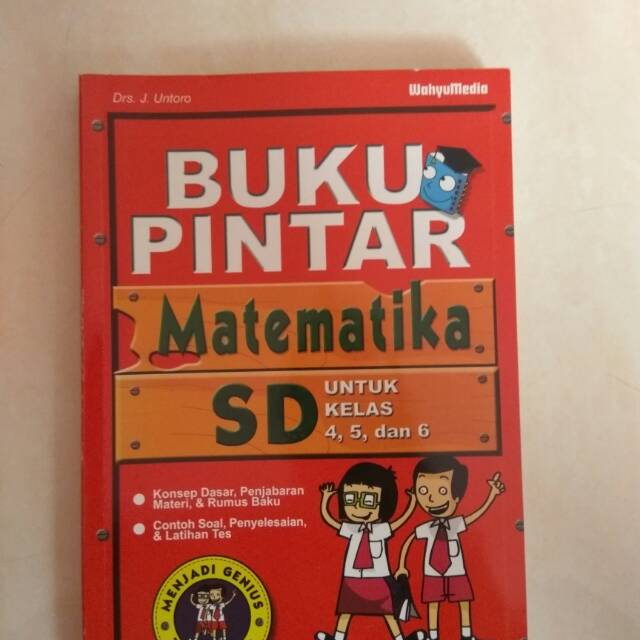 Drs. J. Untoro
WahyuMedia
BUKU
PINTAR
Matematika
SD
UNTUK
KELAS
4, 5, dan 6
Konsep Dasar, Penjabaran
Materi, & Rumus Baku
Contoh Soal, Penyelesaian,
& Latihan Tes
MENJADI GENIUS